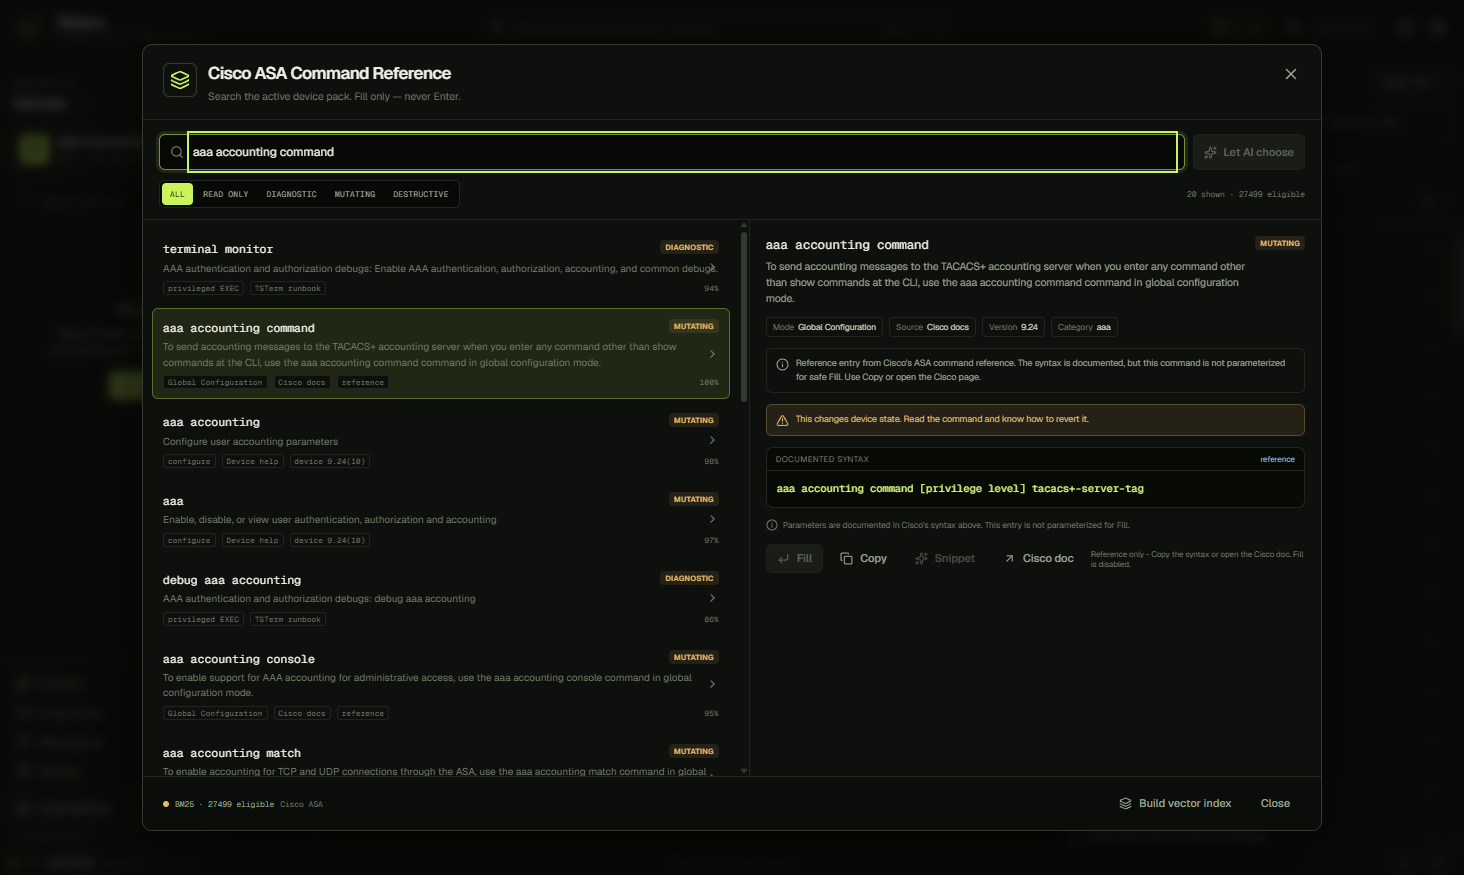 Cisco ASA Command Reference
Search the active device pack. Fill only — never Enter.
aaa accounting command
Let AI choose
ALL READ ONLY DIAGNOSTIC MUTATING DESTRUCTIVE
20 shown · 27499 eligible
terminal monitor
DIAGNOSTIC
AAA authentication and authorization debugs: Enable AAA authentication, authorization, accounting, and common debugs.
privileged EXEC TSTerm runbook
94%
aaa accounting command
MUTATING
To send accounting messages to the TACACS+ accounting server when you enter any command other than show
commands at the CLI, use the aaa accounting command command in global configuration mode.
Global Configuration Cisco docs reference
100%
aaa accounting
MUTATING
Configure user accounting parameters
configure Device help device 9.24(10)
98%
aaa
MUTATING
Enable, disable, or view user authentication, authorization and accounting
configure Device help device 9.24(10)
97%
debug aaa accounting
DIAGNOSTIC
AAA authentication and authorization debugs: debug aaa accounting
privileged EXEC TSTerm runbook
86%
aaa accounting console
MUTATING
To enable support for AAA accounting for administrative access, use the aaa accounting console command in global
configuration mode.
Global Configuration Cisco docs reference
95%
aaa accounting match
MUTATING
To enable accounting for TCP and UDP connections through the ASA, use the aaa accounting match command in global
aaa accounting command
MUTATING
To send accounting messages to the TACACS+ accounting server when you enter any command other
than show commands at the CLI, use the aaa accounting command command in global configuration
mode.
Mode Global Configuration Source Cisco docs Version 9.24 Category aaa
Reference entry from Cisco's ASA command reference. The syntax is documented, but this command is not parameterized
for safe Fill. Use Copy or open the Cisco page.
This changes device state. Read the command and know how to revert it.
DOCUMENTED SYNTAX
reference
aaa accounting command [privilege level] tacacs+-server-tag
Parameters are documented in Cisco's syntax above. This entry is not parameterized for Fill.
Fill Copy Snippet Cisco doc
Reference only - Copy the syntax or open the Cisco doc. Fill
is disabled.
BM25 · 27499 eligible Cisco ASA
Build vector index Close